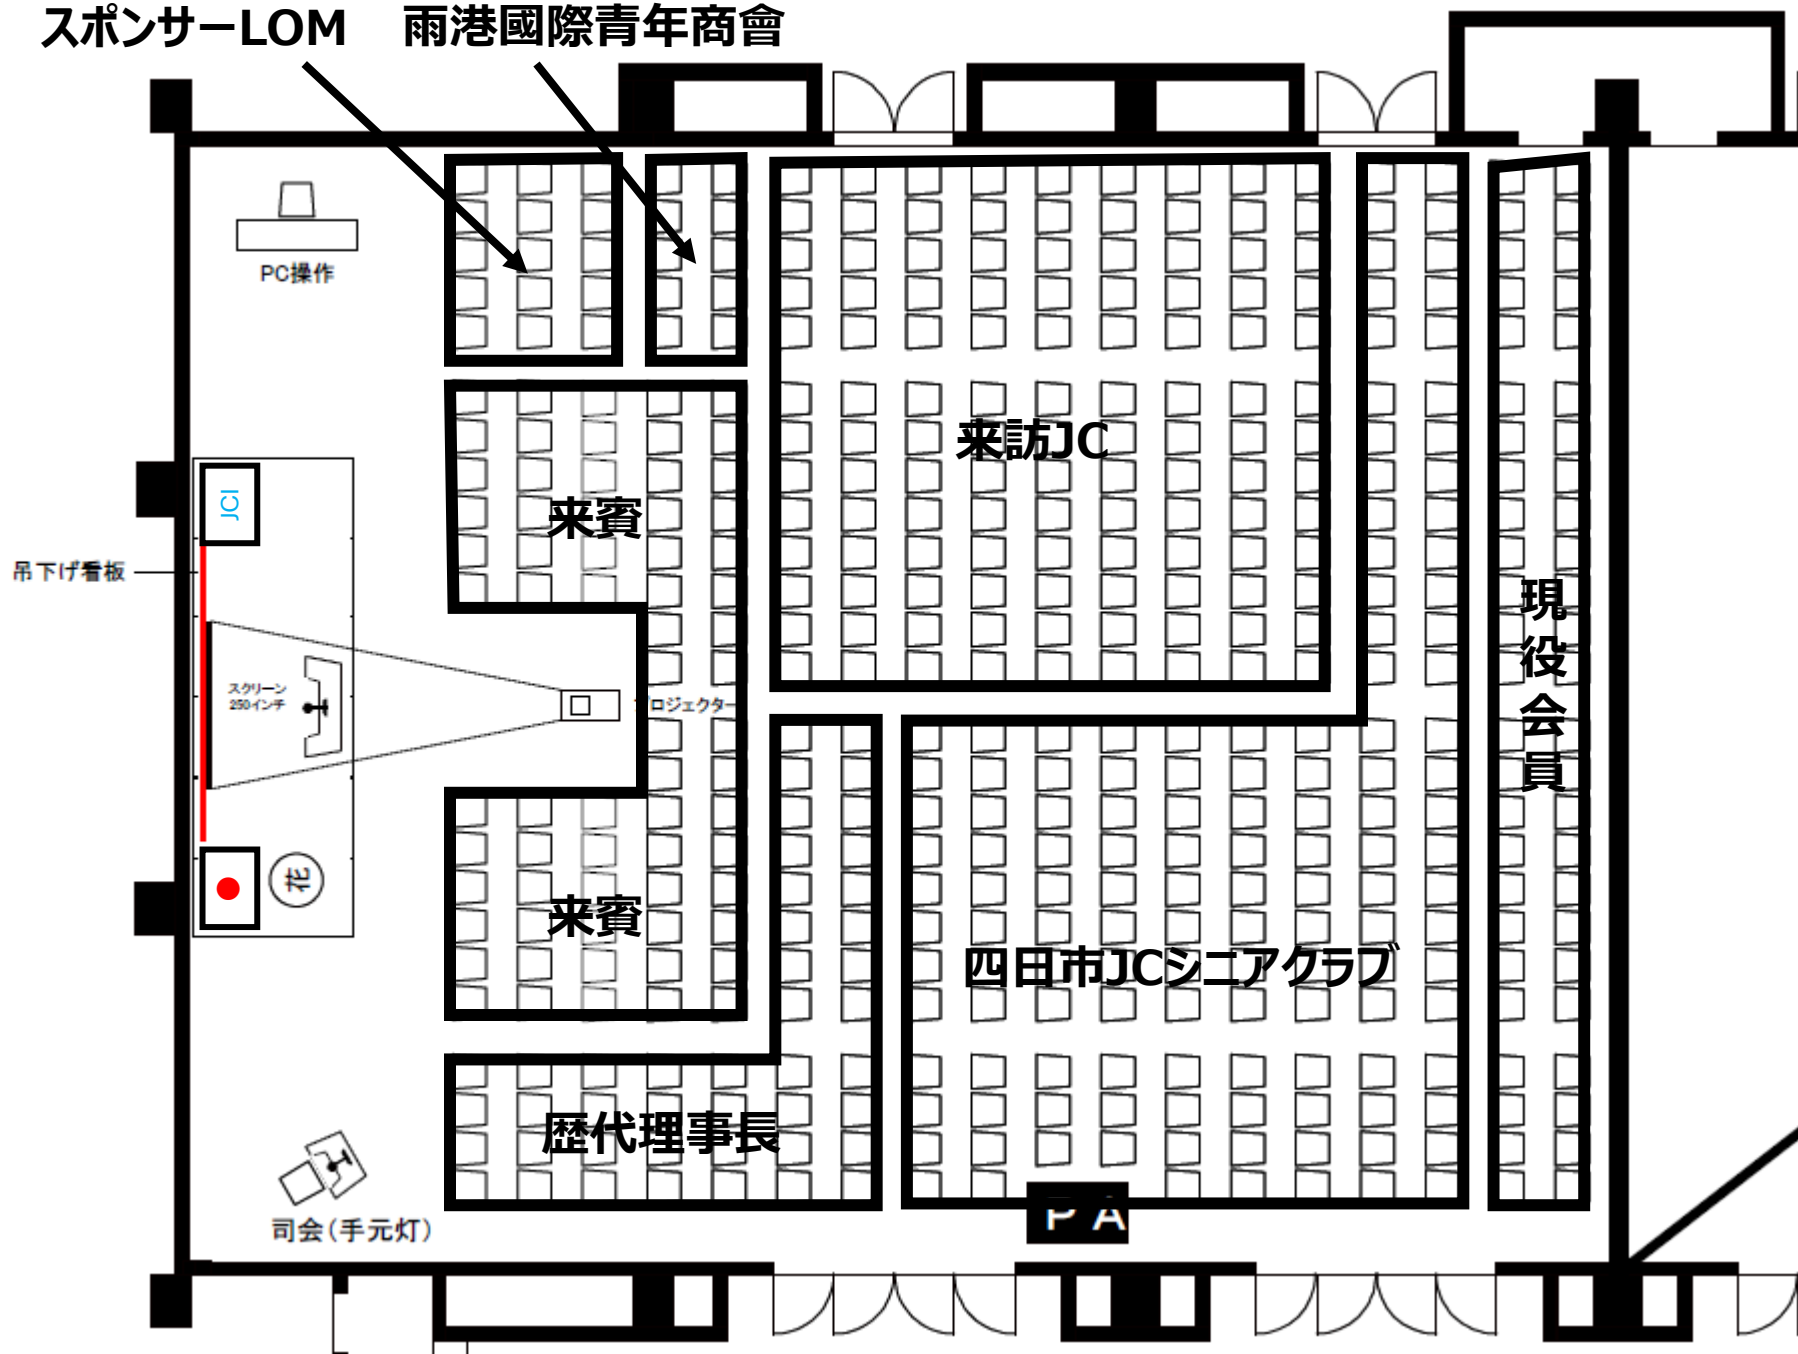 スポンサーLOM
雨港國際青年商會
PC操作
来訪JC
JCI
来賓
吊下げ看板
現役会員
スクリーン
250インチ
プロジェクター
花
来賓
四日市JCシニアクラブ
歴代理事長
PA
司会(手元灯)